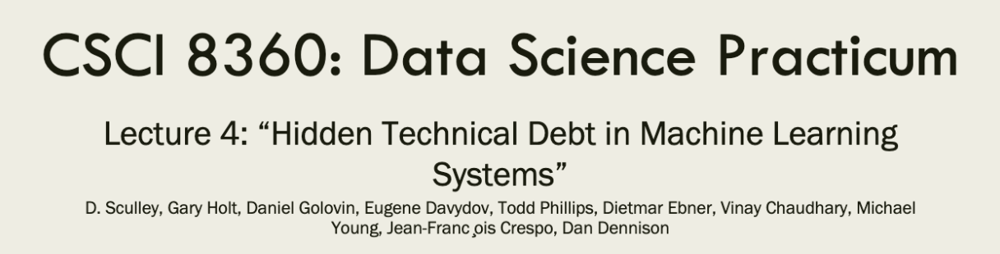 CSCI 8360: Data Science Practicum
Lecture 4: “Hidden Technical Debt in Machine Learning
Systems”
D. Sculley, Gary Holt, Daniel Golovin, Eugene Davydov, Todd Phillips, Dietmar Ebner, Vinay Chaudhary, Michael
Young, Jean-Franc ̧ois Crespo, Dan Dennison